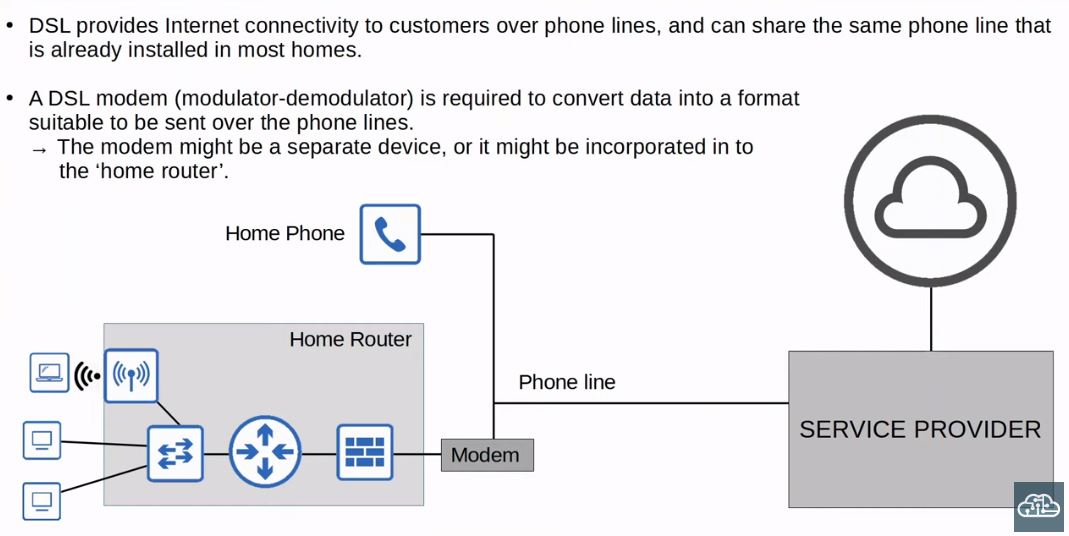 • DSL provides Internet connectivity to customers over phone lines, and can share the same phone line that
is already installed in most homes.
• A DSL modem (modulator-demodulator) is required to convert data into a format
suitable to be sent over the phone lines.
→ The modem might be a separate device, or it might be incorporated in to
the ‘home router’.
Home Phone
Home Router
Phone line
SERVICE PROVIDER
Modem